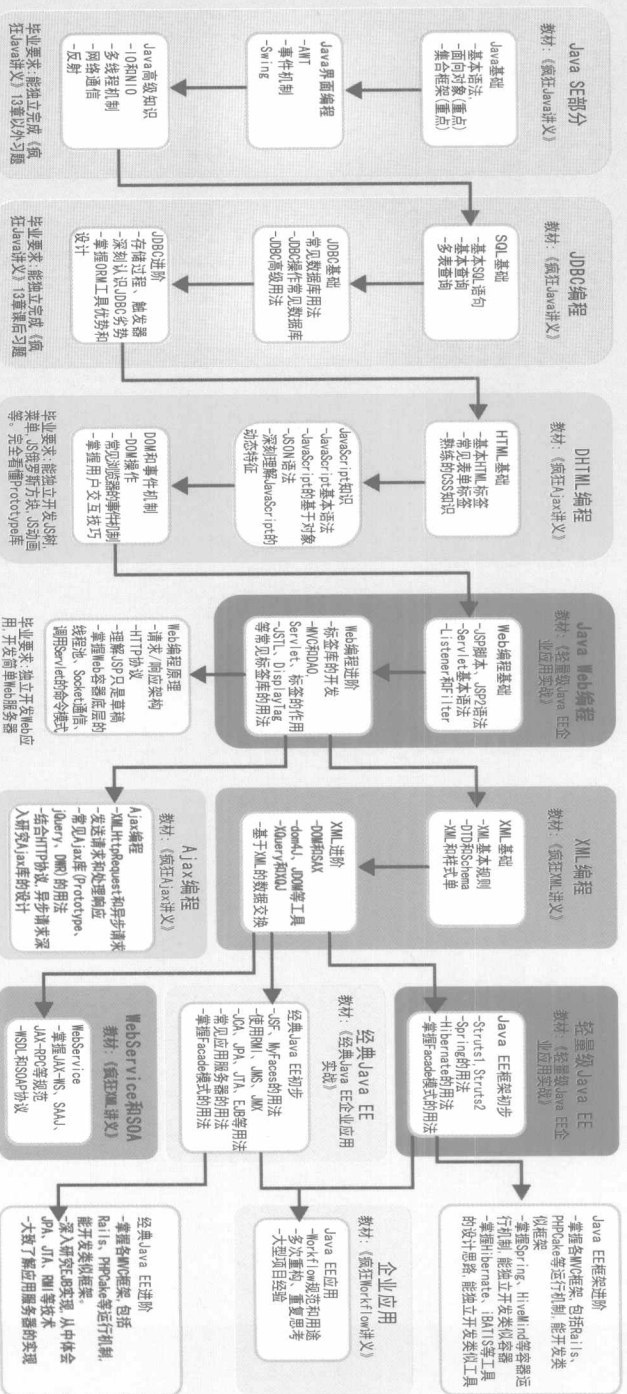 Java SE部分
教材:《疯狂Java讲义》
Java基础
-基本语法,
-面向对象(重点)
-集合框架(重点)
Java界面编程
-AWT
-事件机制
-Swing
Java高级知识
-IO和NIO
-多线程机制
-网络通信
-反射
毕业要求:能独立完成《疯
狂Java讲义》13章以外习题
JDBC编程
教材:《疯狂Java讲义》
SQL基础
-基本SQL语句
-基本查询
-多表查询
JDBC基础
-常见数据库用法
-JDBC操作常见数据库
-JDBC高级用法
JDBC进阶
-存储过程、触发器
-深刻认识JDBC劣势
-掌握ORM工具优势和
设计
毕业要求:能独立完成《疯
狂Java讲义》13章课后习题
DHTML编程
教材:《疯狂Ajax讲义》
HTML基础
-基本HTML标签
-常见表单标签
-熟练的CSS知识
JavaScript知识
-JavaScript基本语法
-JavaScript的基于对象
-JSON语法
-深刻理解JavaScript的
动态特征
DOM和事件机制
-DOM操作
-常见浏览器的事件机制
-掌握用户交互技巧
毕业要求:能独立开发JS树,
菜单,JS俄罗斯方块,JS动画
等。完全看懂Prototype库
Java Web编程
教材:《轻量级Java EE企
业应用实战》
Web编程基础
-JSP脚本、JSP2语法
-Servlet基本语法
-Listener和Filter
Web编程进阶
-标签库的开发
-MVC和DAO,
Servlet、标签的作用
-JSTL、DisplayTag
等常见标签库的用法
Web编程原理
-请求/响应架构
-HTTP协议
-理解JSP只是草稿
-掌握Web容器底层的
线程池、Socket通信、
调用Servlet的命令模式
毕业要求:独立开发Web应
用,开发简单Web服务器
XML编程
教材:《疯狂XML讲义》
XML基础
-XML基本规则
-DTD和Schema
-XML和样式单
XML进阶
-DOM和SAX
-dom4J、JDOM等工具
-XQuery和XQJ
-基于XML的数据交换
Ajax编程
教材:《疯狂Ajax讲义》
Ajax编程
-XMLHttpRequest和异步请求
-发送请求和处理响应
-常见Ajax库(Prototype、
jQuery、DWR)的用法
-结合HTTP协议,异步请求深
入研究Ajax库的设计
轻量级Java EE
教材:《轻量级Java EE企
业应用实战》
Java EE框架初步
-Struts1 Struts2
-Spring的用法
-Hibernate的用法
-掌握Facade模式的用法
经典Java EE
教材:《经典Java EE企业应用
实战》
经典Java EE初步
-JSF、MyFaces的用法
-使用RMI、JMS、JMX
-JCA、JPA、JTA、EJB等用法
-常见应用服务器的用法
-掌握Facade模式的用法
WebService和SOA
教材:《疯狂XML讲义》
WebService
-掌握JAX-WS、SAAJ、
JAX-RPC等规范
-WSDL和SOAP协议
Java EE框架进阶
-掌握各MVC框架,包括Rails、
PHPCake等运行机制,能开发类
似框架
-掌握Spring、HiveMind等容器运
行机制,能独立开发类似容器
-掌握Hibernate、iBATIS等工具
的设计思路,能独立开发类似工具
企业应用
教材:《疯狂Workflow讲义》
Java EE应用
-Workflow规范和用途
-多次重构、重复思考
-大型项目经验
经典Java EE进阶
-掌握各MVC框架,包括
Rails、PHPCake等运行机制,
能开发类似框架。
-深入研究EJB实现,从中体会
JPA、JTA、RMI等技术
-大致了解应用服务器的实现